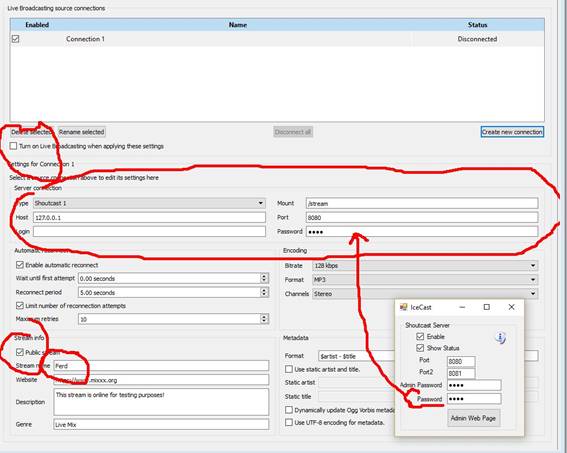 Live Broadcasting source connections
Enabled Name Status
Connection 1 Disconnected
Delete selected Rename selected Disconnect all Create new connection
Turn on Live Broadcasting when applying these settings
Settings for Connection 1
Select a source connection above to edit its settings here
Server connection
Type Shoutcast 1 Mount /stream
Host 127.0.0.1 Port 8080
Login Password ••••
Automatic reconnect Encoding
Enable automatic reconnect Bitrate 128 kbps
Wait until first attempt 0.00 seconds Format MP3
Reconnect period 5.00 seconds Channels Stereo
Limit number of reconnection attempts
Maximum retries 10
Stream info Metadata
Public stream Format $artist - $title
Stream name Ferd Use static artist and title.
Website .mixxx.org Static artist
Description This stream is online for testing purposes! Static title
Dynamically update Ogg Vorbis metada
Genre Live Mix Use UTF-8 encoding for metadata.
IceCast
Shoutcast Server
Enable
Show Status
Port 8080
Port2 8081
Admin Password ••••
Password ••••
Admin Web Page